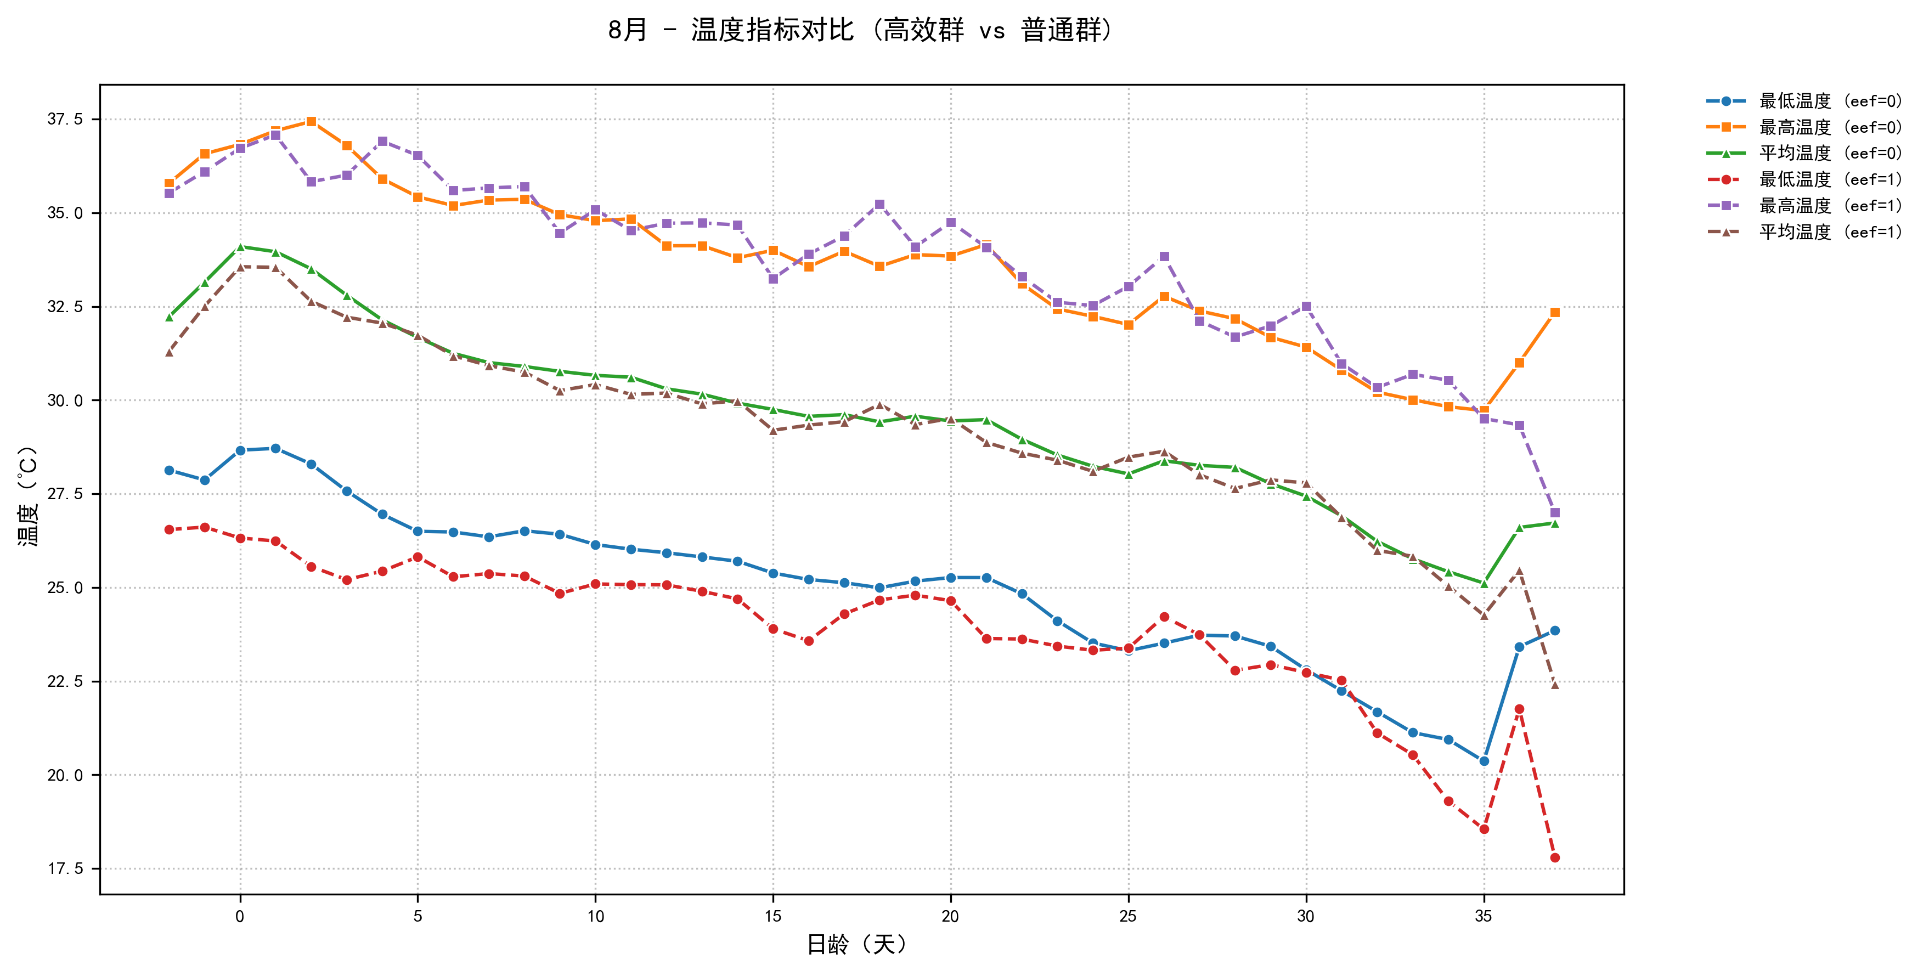 8月 - 温度指标对比 (高效群 vs 普通群)
最低温度 (eef=0)
最高温度 (eef=0)
平均温度 (eef=0)
最低温度 (eef=1)
最高温度 (eef=1)
平均温度 (eef=1)
温度 (℃)
37.5
35.0
32.5
30.0
27.5
25.0
22.5
20.0
17.5
0 5 10 15 20 25 30 35
日龄 (天)